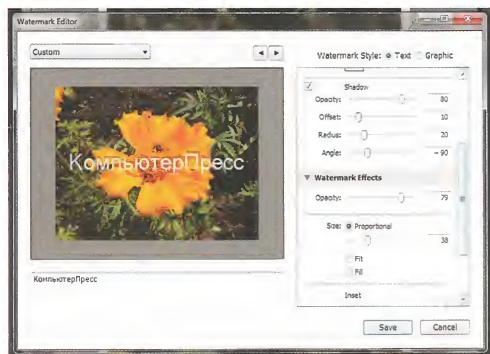 Watermark Editor
Custom
Watermark Style: Text Graphic
Shadow
Opacity: 80
Offset: 10
Radius: 20
Angle: - 90
КомпьютерПресс
Watermark Effects
Opacity: 79
Size: Proportional
38
Fit
Fill
КомпьютерПресс
Inset
Save Cancel